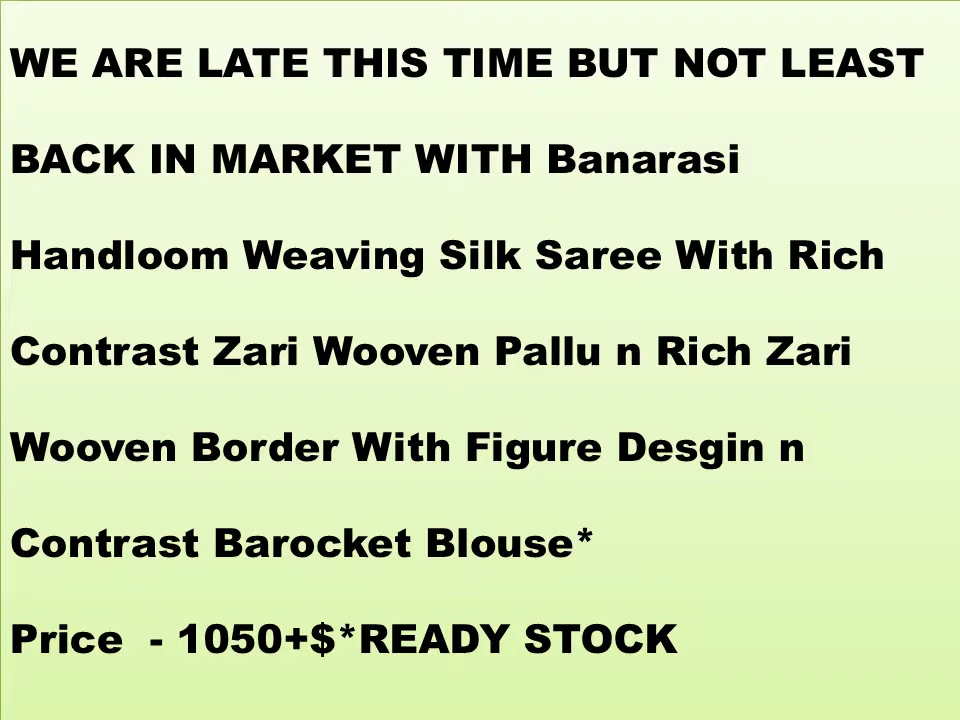 WE ARE LATE THIS TIME BUT NOT LEAST
BACK IN MARKET WITH Banarasi
Handloom Weaving Silk Saree With Rich
Contrast Zari Wooven Pallu n Rich Zari
Wooven Border With Figure Desgin n
Contrast Barocket Blouse*
Price  - 1050+$*READY STOCK